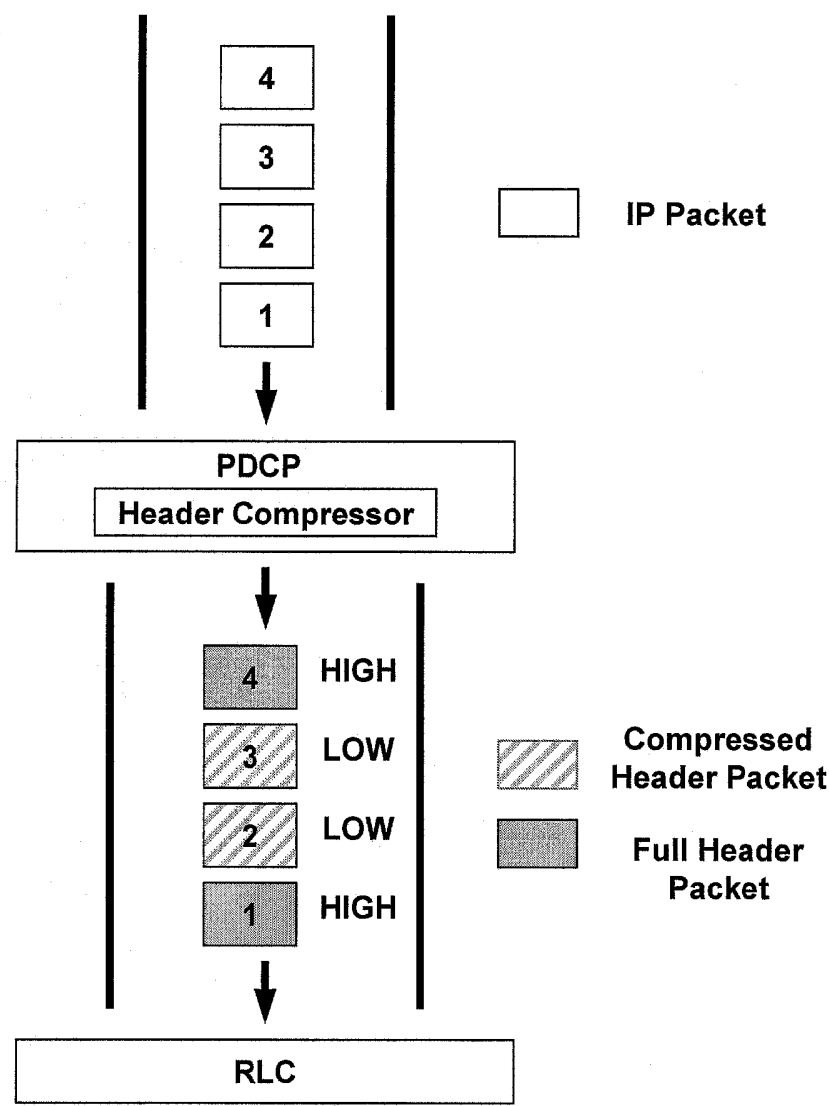 4
3
IP Packet
2
1
PDCP
Header Compressor
4 HIGH
3 LOW
Compressed
Header Packet
2 LOW
Full Header
Packet
1 HIGH
RLC